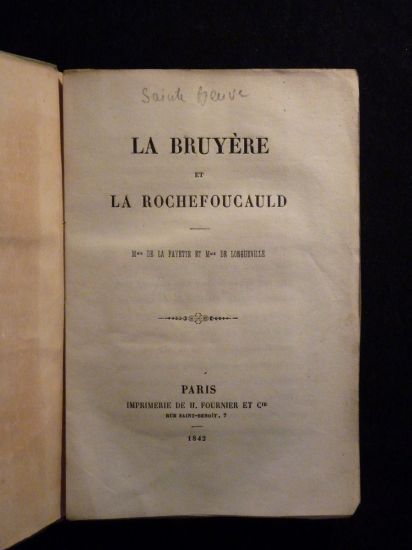 Sainte Beuve
LA BRUYÈRE
ET
LA ROCHEFOUCAULD
Mme DE LA FAYETTE ET Mme DE LONGUEVILLE
PARIS
IMPRIMERIE DE H. FOURNIER ET Cie
RUE SAINT-BENOÎT, 7
1842